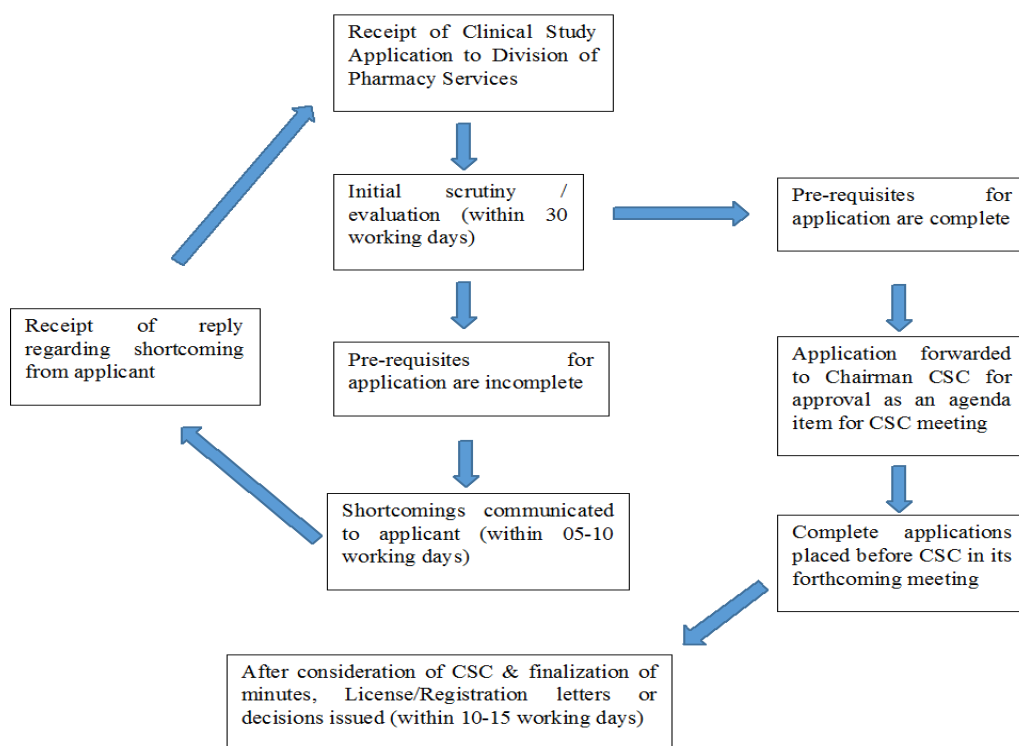 Receipt of Clinical Study
Application to Division of
Pharmacy Services
Initial scrutiny /
evaluation (within 30
working days)
Pre-requisites for
application are complete
Receipt of reply
regarding shortcoming
from applicant
Pre-requisites for
application are incomplete
Application forwarded
to Chairman CSC for
approval as an agenda
item for CSC meeting
Shortcomings communicated
to applicant (within 05-10
working days)
Complete applications
placed before CSC in its
forthcoming meeting
After consideration of CSC & finalization of
minutes, License/Registration letters or
decisions issued (within 10-15 working days)